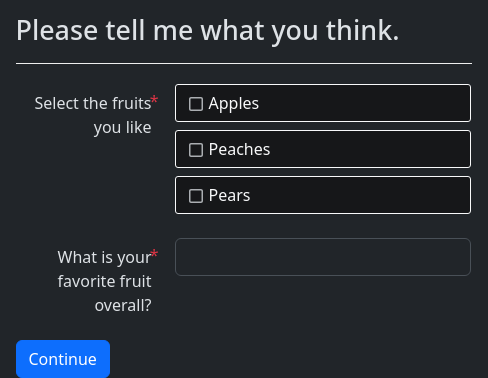 Please tell me what you think.
Select the fruits*
you like
Apples
Peaches
Pears
What is your*
favorite fruit
overall?
Continue